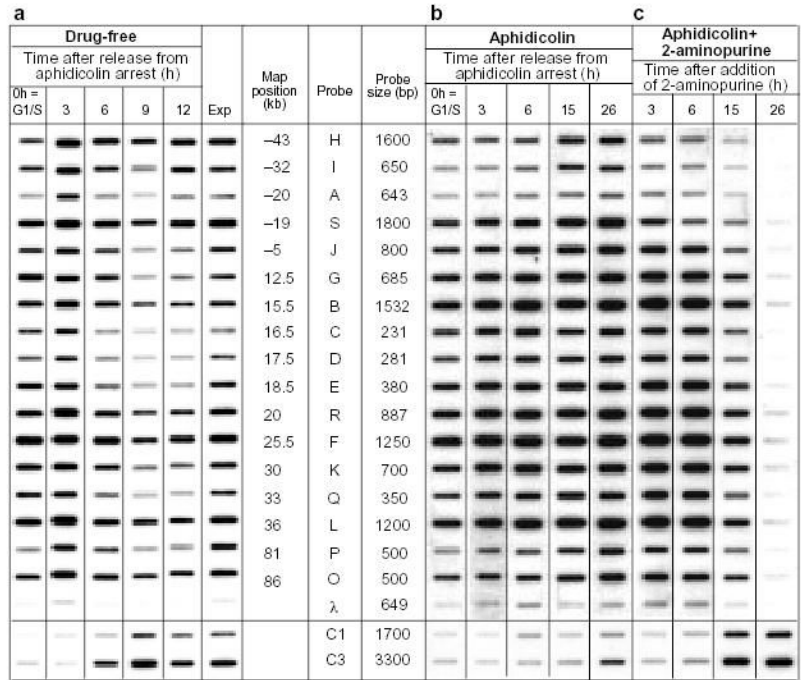 a b c
Drug-free Aphidicolin Aphidicolin+
2-aminopurine
Time after release from
aphidicolin arrest (h)
Map
position
(kb)
Probe
Probe
size (bp)
Time after release from
aphidicolin arrest (h)
Time after addition
of 2-aminopurine (h)
0h =
G1/S 3 6 9 12 Exp 0h =
G1/S 3 6 15 26 3 6 15 26
−43 H 1600
−32 I 650
−20 A 643
−19 S 1800
−5 J 800
12.5 G 685
15.5 B 1532
16.5 C 231
17.5 D 281
18.5 E 380
20 R 887
25.5 F 1250
30 K 700
33 Q 350
36 L 1200
81 P 500
86 O 500
λ 649
C1 1700
C3 3300